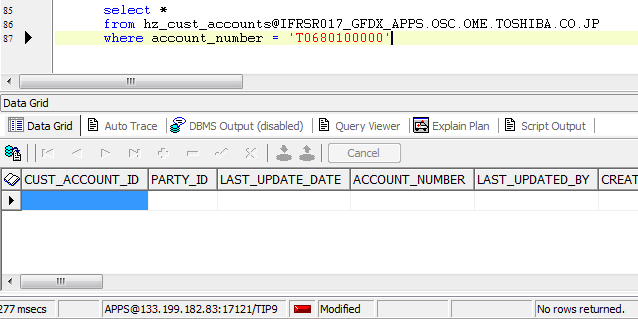 85 select *
86 from hz_cust_accounts@IFRSR017_GFDX_APPS.OSC.OME.TOSHIBA.CO.JP
87 where account_number = 'T0680100000'
Data Grid
Data Grid Auto Trace DBMS Output (disabled) Query Viewer Explain Plan Script Output
Cancel
CUST_ACCOUNT_ID PARTY_ID LAST_UPDATE_DATE ACCOUNT_NUMBER LAST_UPDATED_BY CREAT
277 msecs APPS@133.199.182.83:17121/TIP9 Modified No rows returned.